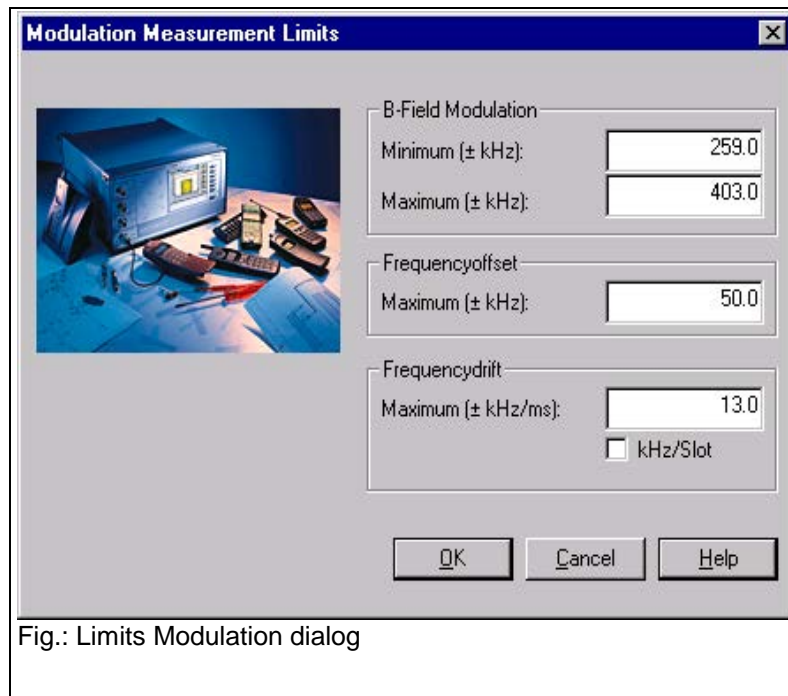 Modulation Measurement Limits
B-Field Modulation
Minimum (± kHz): 259.0
Maximum (± kHz): 403.0
Frequencyoffset
Maximum (± kHz): 50.0
Frequencydrift
Maximum (± kHz/ms): 13.0
kHz/Slot
OK Cancel Help
Fig.: Limits Modulation dialog